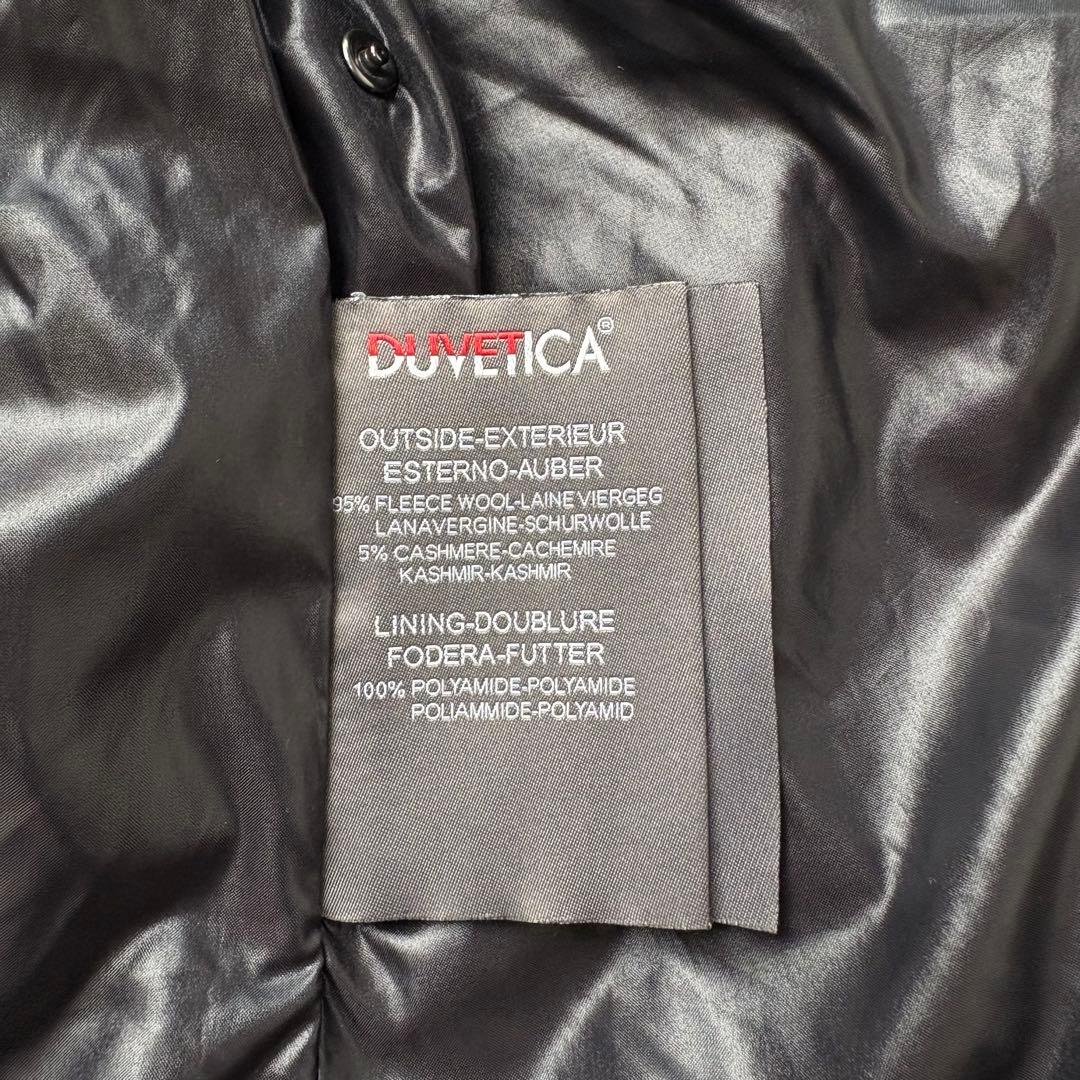 DUVETICA®
OUTSIDE-EXTERIEUR
ESTERNO-AUBER
95% FLEECE WOOL-LAINE VIERGEG
LANAVERGINE-SCHURWOLLE
5% CASHMERE-CACHEMIRE
KASHMIR-KASHMIR
LINING-DOUBLURE
FODERA-FUTTER
100% POLYAMIDE-POLYAMIDE
POLIAMMIDE-POLYAMID